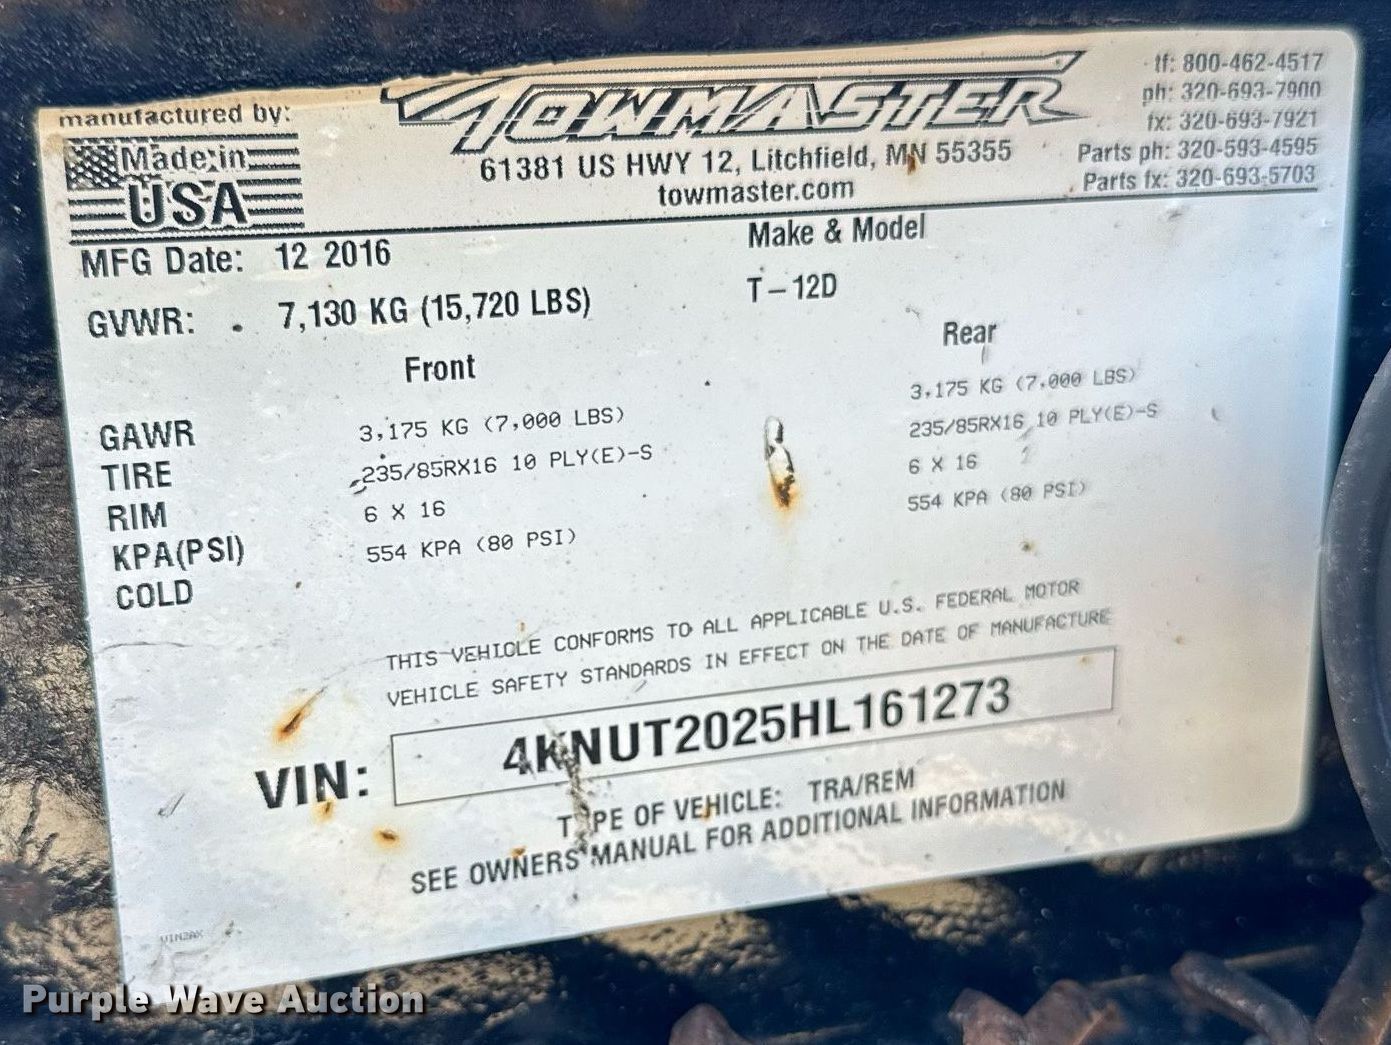 manufactured by:
Made in
USA
TOWMASTER
61381 US HWY 12, Litchfield, MN 55355
towmaster.com
tf: 800-462-4517
ph: 320-693-7900
fx: 320-693-7921
Parts ph: 320-593-4595
Parts fx: 320-693-5703
MFG Date: 12 2016
Make & Model
GVWR: 7,130 KG (15,720 LBS)
T-12D
Front
Rear
GAWR 3,175 KG (7,000 LBS) 3,175 KG (7,000 LBS)
TIRE 235/85RX16 10 PLY(E)-S 235/85RX16 10 PLY(E)-S
RIM 6 X 16 6 X 16
KPA(PSI) 554 KPA (80 PSI) 554 KPA (80 PSI)
COLD
THIS VEHICLE CONFORMS TO ALL APPLICABLE U.S. FEDERAL MOTOR
VEHICLE SAFETY STANDARDS IN EFFECT ON THE DATE OF MANUFACTURE
VIN: 4KNUT2025HL161273
TYPE OF VEHICLE: TRA/REM
SEE OWNERS MANUAL FOR ADDITIONAL INFORMATION
VIN2AX
Purple Wave Auction